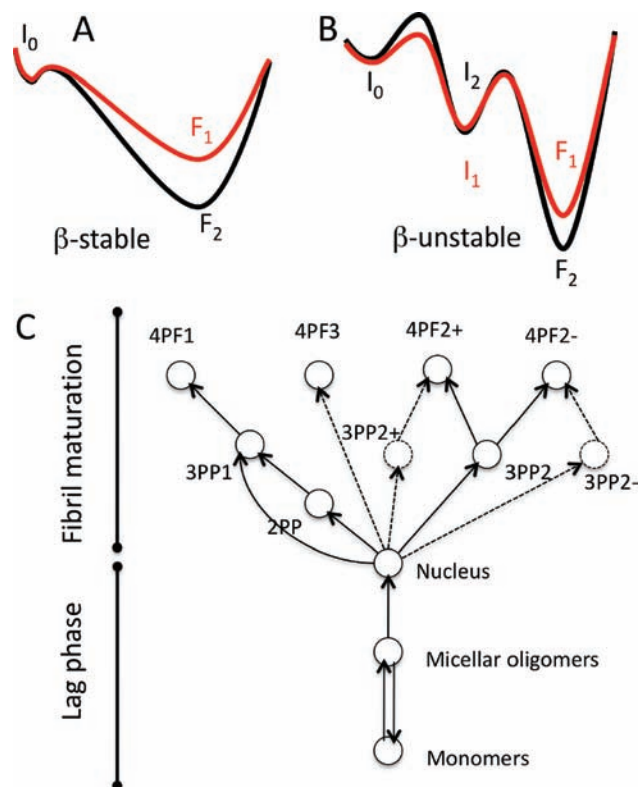 A
B
I0
F1
F2
β-stable
I0
I2
I1
F1
F2
β-unstable
C
Fibril maturation
Lag phase
4PF1
4PF3
4PF2+
4PF2-
3PP2+
3PP1
3PP2
3PP2-
2PP
Nucleus
Micellar oligomers
Monomers